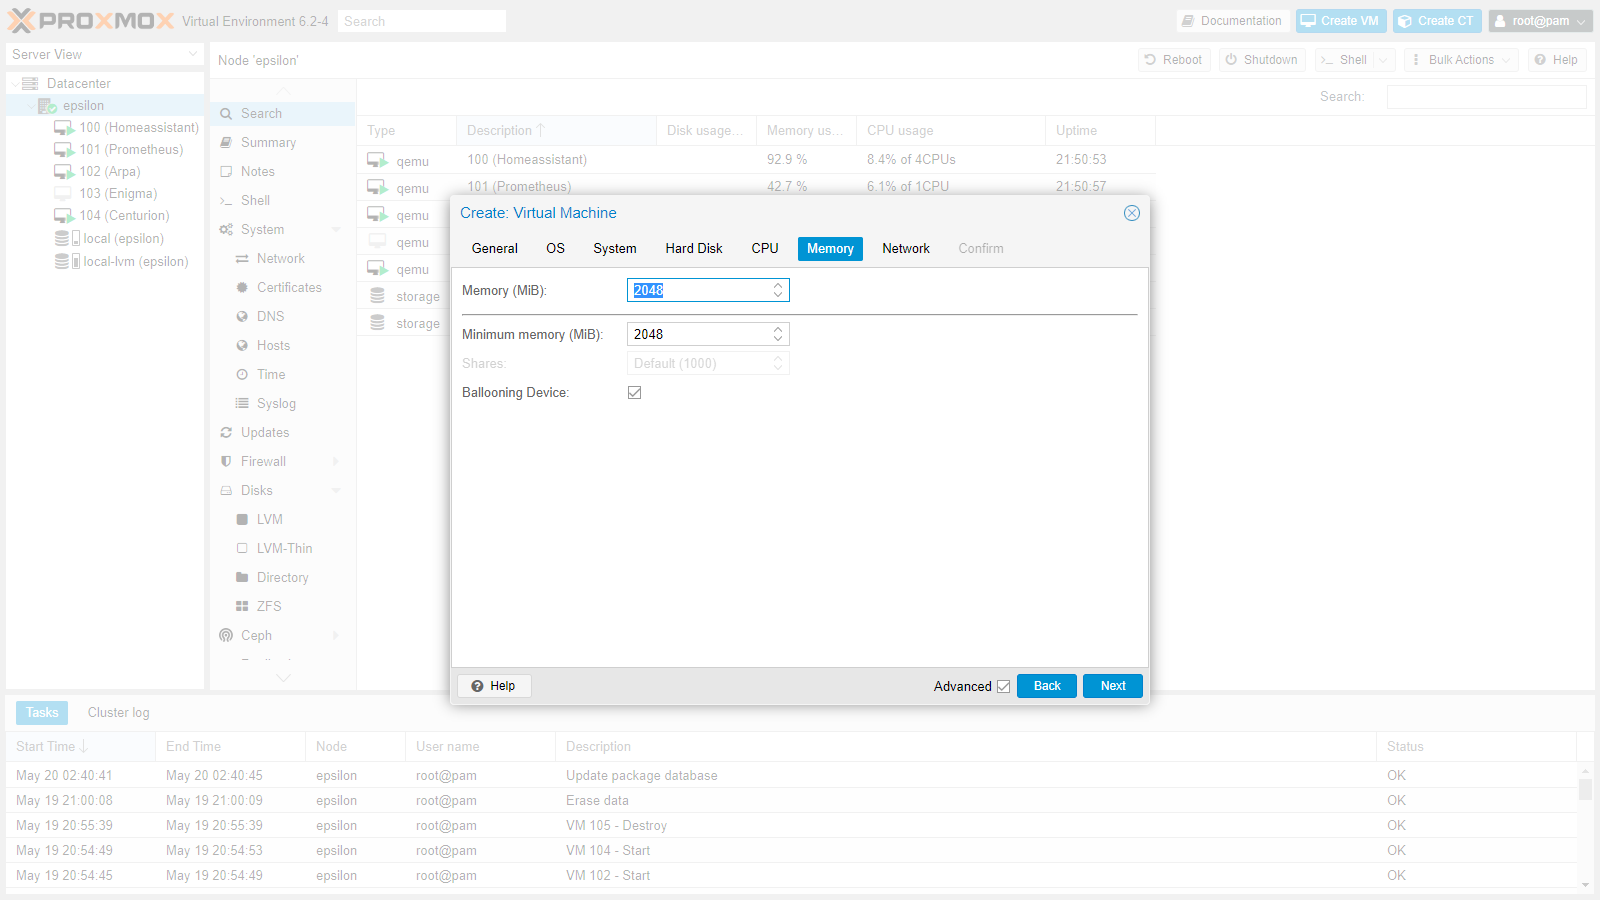 PROXMOX Virtual Environment 6.2-4 Search Documentation Create VM Create CT root@pam
Server View
Node 'epsilon' Reboot Shutdown Shell Bulk Actions Help
Datacenter
epsilon
100 (Homeassistant)
101 (Prometheus)
102 (Arpa)
103 (Enigma)
104 (Centurion)
local (epsilon)
local-lvm (epsilon)
Search
Summary
Notes
Shell
System
Network
Certificates
DNS
Hosts
Time
Syslog
Updates
Firewall
Disks
LVM
LVM-Thin
Directory
ZFS
Ceph
Search:
Type Description Disk usage... Memory us... CPU usage Uptime
qemu 100 (Homeassistant) 92.9 % 8.4% of 4CPUs 21:50:53
qemu 101 (Prometheus) 42.7 % 6.1% of 1CPU 21:50:57
qemu
qemu
qemu
storage
storage
Create: Virtual Machine
General OS System Hard Disk CPU Memory Network Confirm
Memory (MiB): 2048
Minimum memory (MiB): 2048
Shares: Default (1000)
Ballooning Device:
Help Advanced Back Next
Tasks Cluster log
Start Time End Time Node User name Description Status
May 20 02:40:41 May 20 02:40:45 epsilon root@pam Update package database OK
May 19 21:00:08 May 19 21:00:09 epsilon root@pam Erase data OK
May 19 20:55:39 May 19 20:55:39 epsilon root@pam VM 105 - Destroy OK
May 19 20:54:49 May 19 20:54:53 epsilon root@pam VM 104 - Start OK
May 19 20:54:45 May 19 20:54:49 epsilon root@pam VM 102 - Start OK